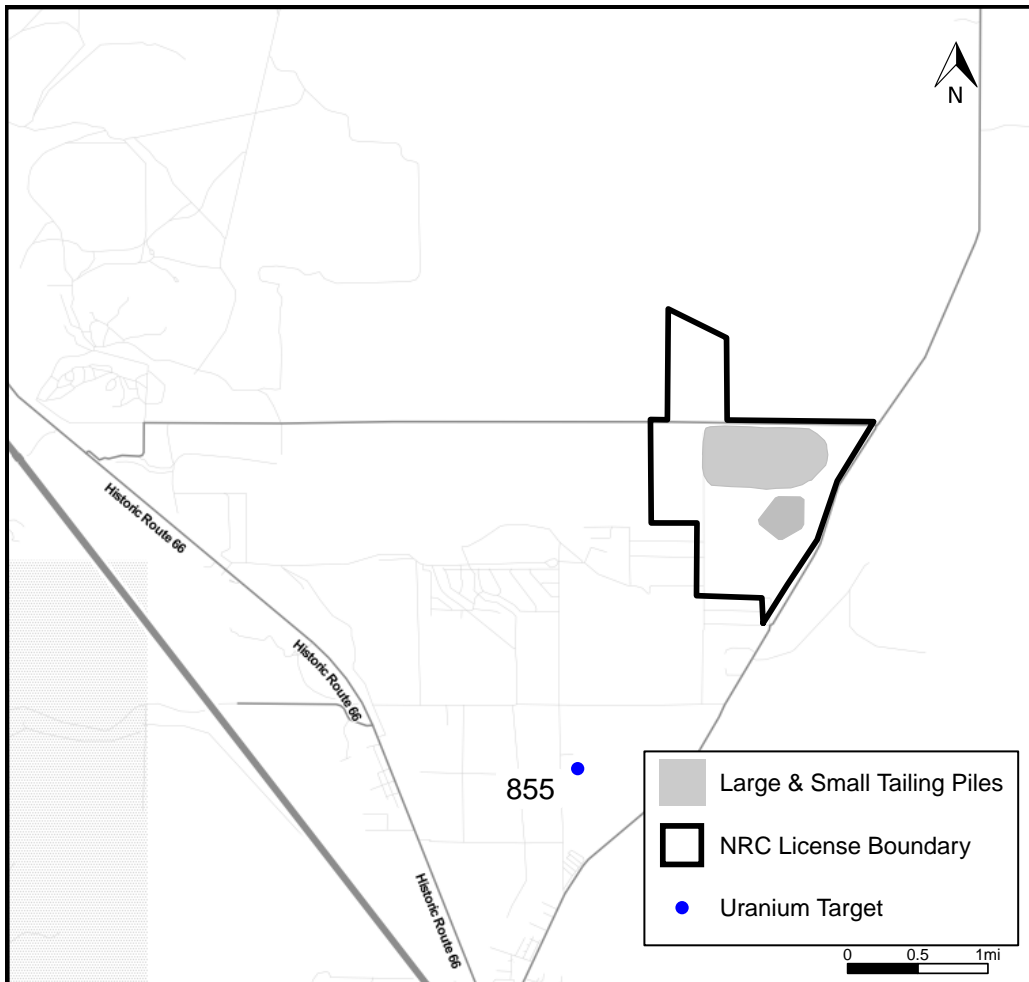 N
Historic Route 66
Historic Route 66
855
Historic Route 66
Large & Small Tailing Piles
NRC License Boundary
Uranium Target
0 0.5 1mi